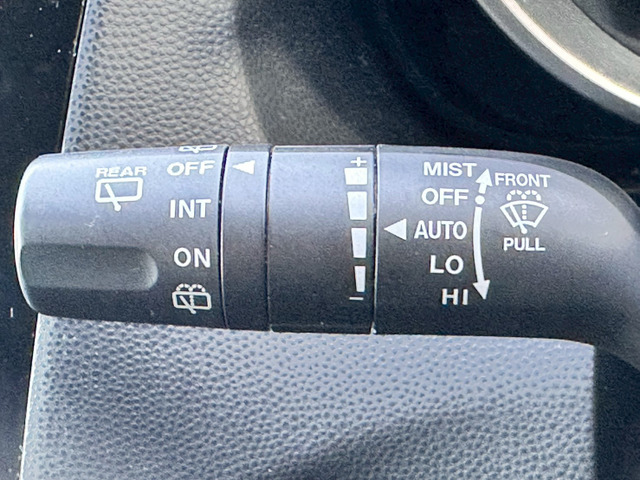 REAR
OFF
INT
ON
+
−
MIST
OFF
AUTO
LO
HI
FRONT
PULL